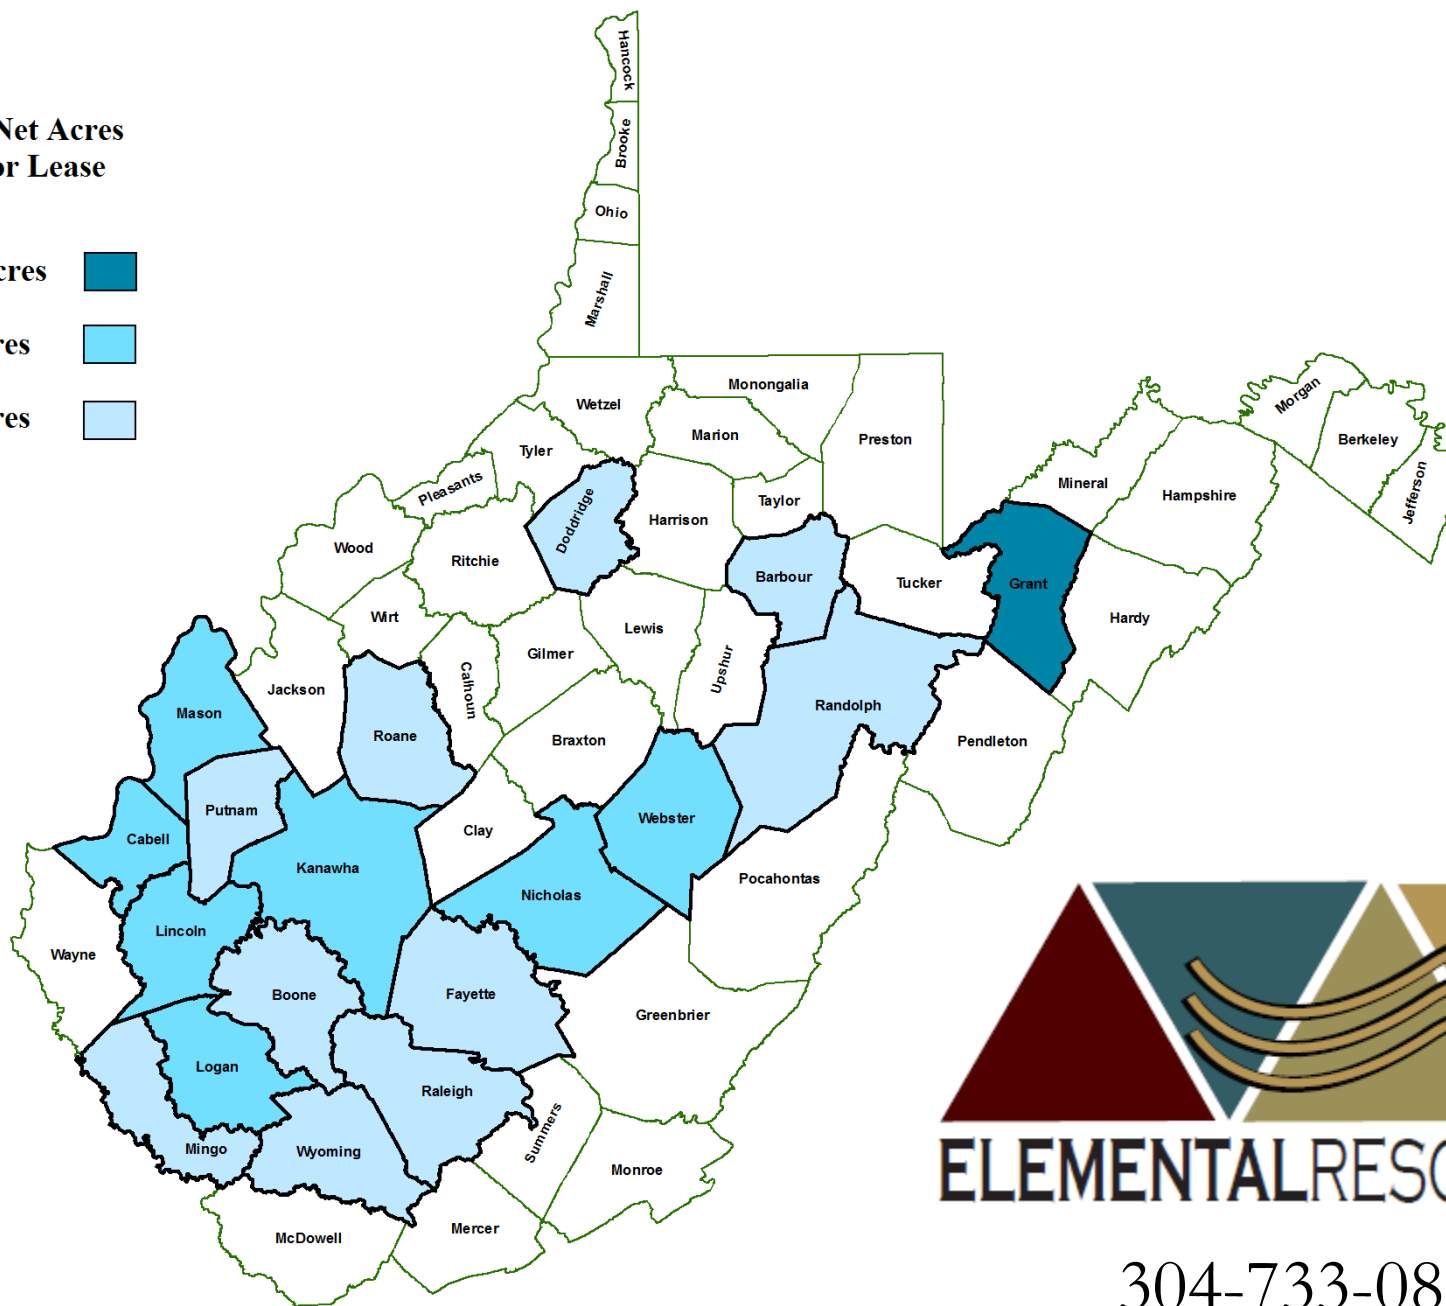 Net Acres
or Lease
cres
res
res
Hancock
Brooke
Ohio
Marshall
Wetzel
Monongalia
Marion
Preston
Tyler
Pleasants
Doddridge
Harrison
Taylor
Mineral
Hampshire
Morgan
Berkeley
Jefferson
Wood
Ritchie
Barbour
Tucker
Grant
Hardy
Wirt
Lewis
Gilmer
Upshur
Calhoun
Jackson
Mason
Roane
Braxton
Randolph
Pendleton
Putnam
Cabell
Clay
Webster
Kanawha
Nicholas
Pocahontas
Lincoln
Wayne
Boone
Fayette
Greenbrier
Logan
Raleigh
Summers
Mingo
Wyoming
Monroe
McDowell
Mercer
ELEMENTALRESO
304-733-08